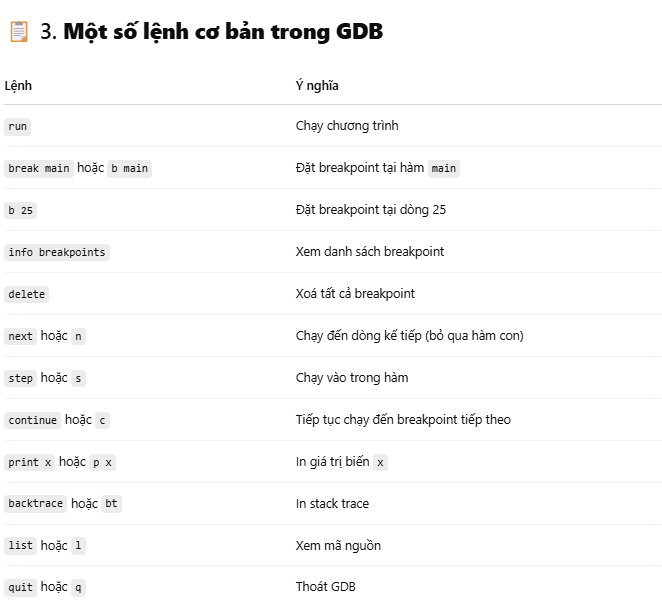 📋 3. Một số lệnh cơ bản trong GDB
Lệnh Ý nghĩa
run Chạy chương trình
break main hoặc b main Đặt breakpoint tại hàm main
b 25 Đặt breakpoint tại dòng 25
info breakpoints Xem danh sách breakpoint
delete Xoá tất cả breakpoint
next hoặc n Chạy đến dòng kế tiếp (bỏ qua hàm con)
step hoặc s Chạy vào trong hàm
continue hoặc c Tiếp tục chạy đến breakpoint tiếp theo
print x hoặc p x In giá trị biến x
backtrace hoặc bt In stack trace
list hoặc l Xem mã nguồn
quit hoặc q Thoát GDB